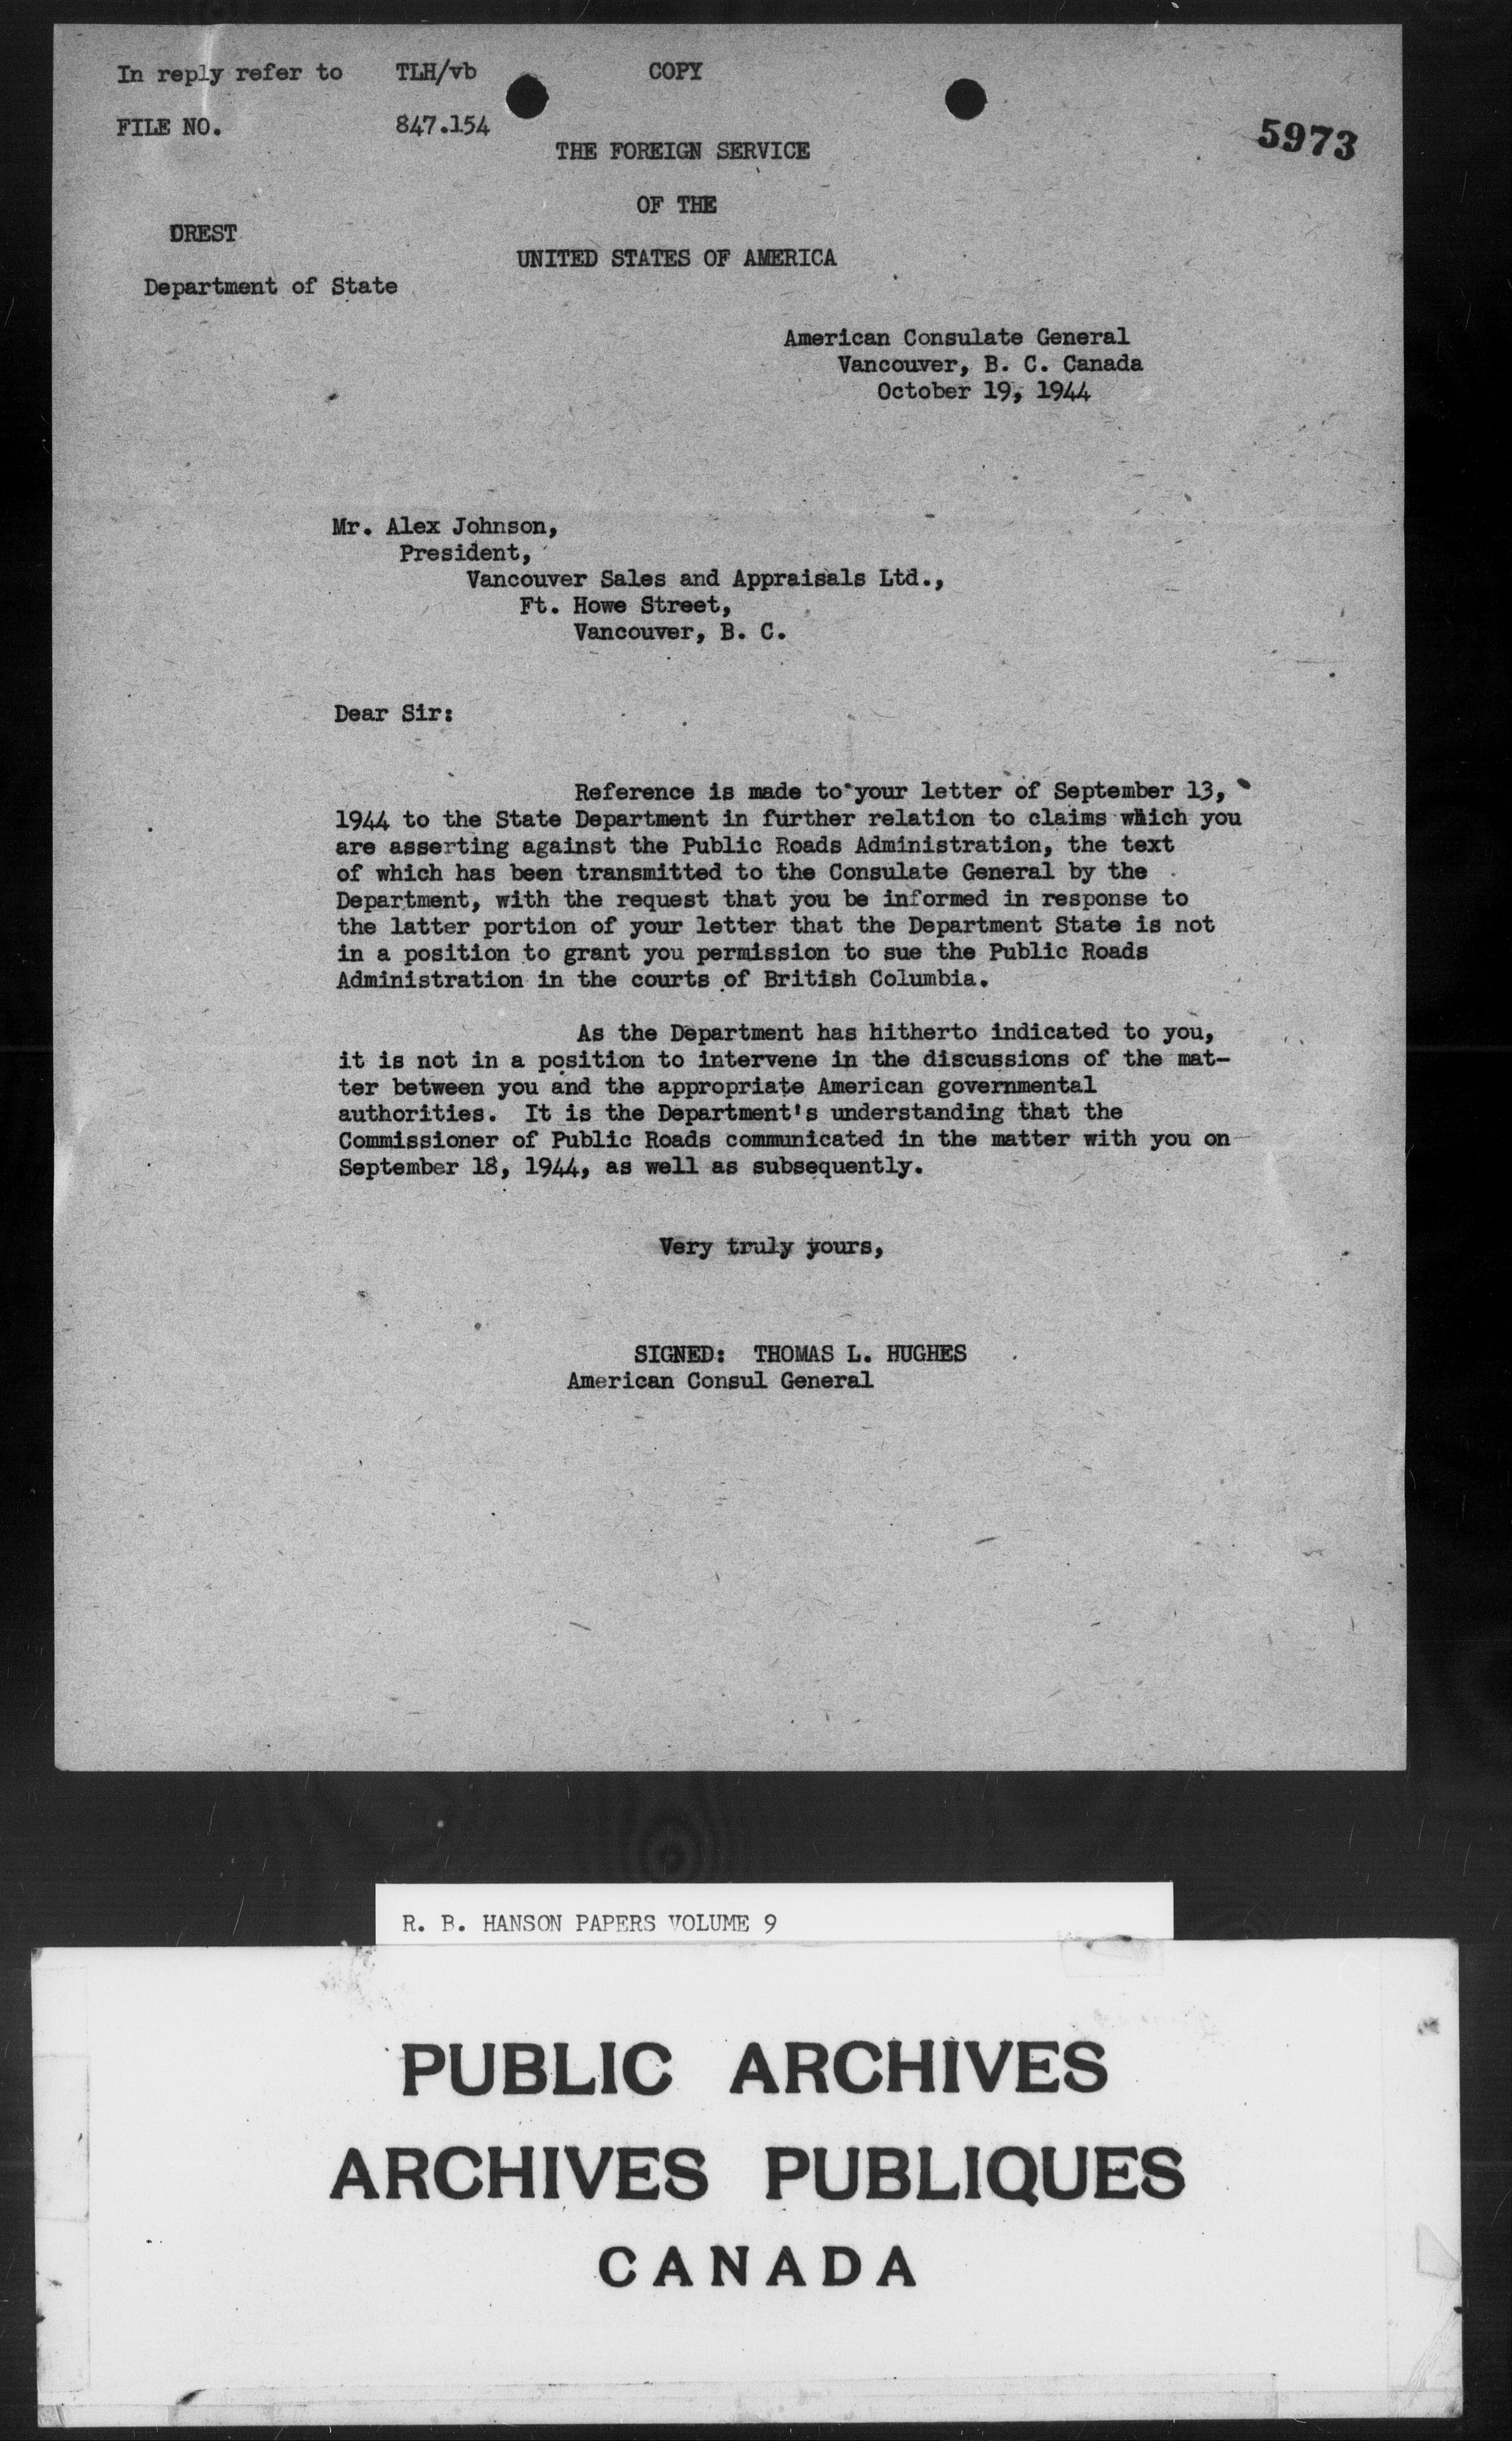 In reply refer to TLH/vb COPY
FILE NO. 847.154
5973
THE FOREIGN SERVICE
OF THE
DREST
UNITED STATES OF AMERICA
Department of State
American Consulate General
Vancouver, B. C. Canada
October 19, 1944
Mr. Alex Johnson,
President,
Vancouver Sales and Appraisals Ltd.,
Ft. Howe Street,
Vancouver, B. C.
Dear Sir:
Reference is made to your letter of September 13,
1944 to the State Department in further relation to claims which you
are asserting against the Public Roads Administration, the text
of which has been transmitted to the Consulate General by the
Department, with the request that you be informed in response to
the latter portion of your letter that the Department State is not
in a position to grant you permission to sue the Public Roads
Administration in the courts of British Columbia.
As the Department has hitherto indicated to you,
it is not in a position to intervene in the discussions of the mat-
ter between you and the appropriate American governmental
authorities. It is the Department's understanding that the
Commissioner of Public Roads communicated in the matter with you on
September 18, 1944, as well as subsequently.
Very truly yours,
SIGNED: THOMAS L. HUGHES
American Consul General
R. B. HANSON PAPERS VOLUME 9
PUBLIC ARCHIVES
ARCHIVES PUBLIQUES
CANADA